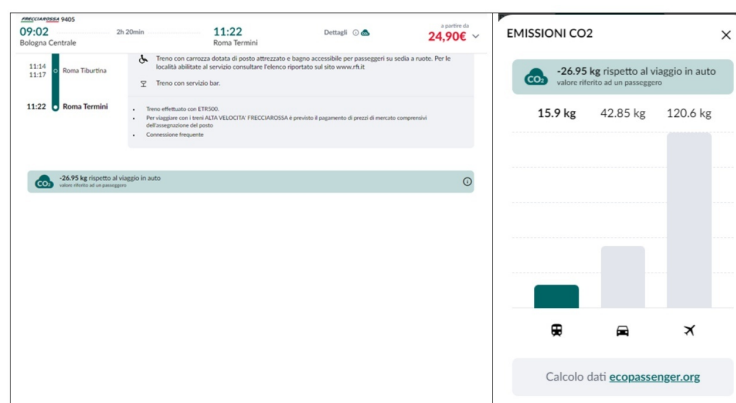 FRECCIAROSSA 9405
09:02
Bologna Centrale
2h 20min
11:22
Roma Termini
Dettagli
a partire da
24,90€
11:14
11:17
Roma Tiburtina
Treno con carrozza dotata di posto attrezzato e bagno accessibile per passeggeri su sedia a ruote. Per le
località abilitate al servizio consultare l'elenco riportato sul sito www.rfi.it
Treno con servizio bar.
11:22 Roma Termini
Treno effettuato con ETR500.
Per viaggiare con i treni ALTA VELOCITA' FRECCIAROSSA è previsto il pagamento di prezzi di mercato comprensivi
dell'assegnazione del posto
Connessione frequente
CO₂
-26.95 kg rispetto al viaggio in auto
valore riferito ad un passeggero
EMISSIONI CO2
CO₂
-26.95 kg rispetto al viaggio in auto
valore riferito ad un passeggero
15.9 kg 42.85 kg 120.6 kg
Calcolo dati ecopassenger.org